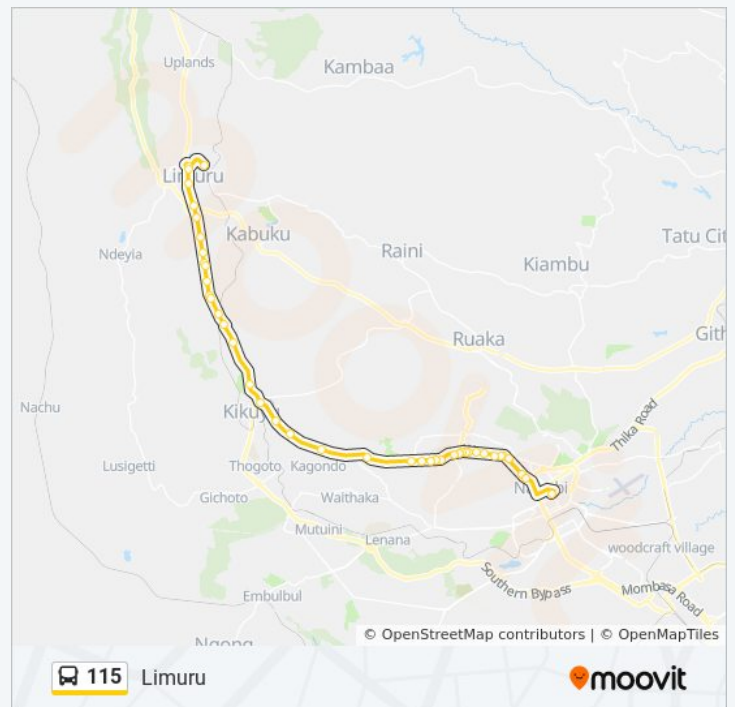 Uplands
Kambaa
Limuru
Kabuku
Ndeyia
Raini
Kiambu
Tatu Cit
Ruaka
Gith
Nachu
Kikuyu
Thika Road
Lusigetti
Thogoto
Kagondo
Gichoto
Waithaka
Nairobi
Mutuini
Lenana
woodcraft village
Southern Bypass
Mombasa Road
Embulbul
Ngong
© OpenStreetMap contributors | © OpenMapTiles
115 Limuru
moovit